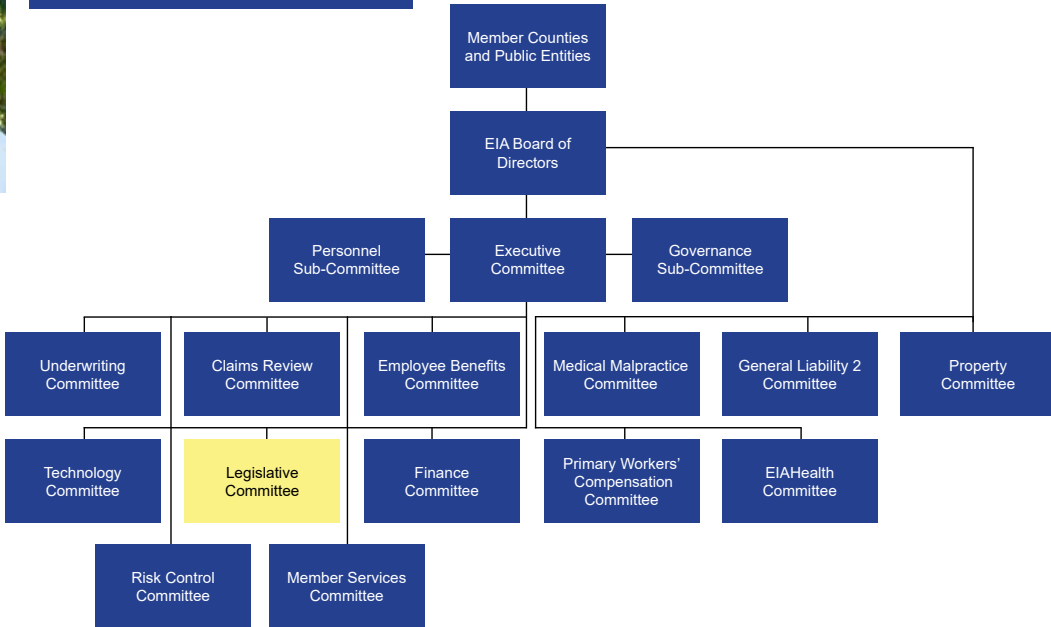 Member Counties
and Public Entities
EIA Board of
Directors
Personnel
Sub-Committee
Executive
Committee
Governance
Sub-Committee
Underwriting
Committee
Claims Review
Committee
Employee Benefits
Committee
Medical Malpractice
Committee
General Liability 2
Committee
Property
Committee
Technology
Committee
Legislative
Committee
Finance
Committee
Primary Workers’
Compensation
Committee
EIAHealth
Committee
Risk Control
Committee
Member Services
Committee